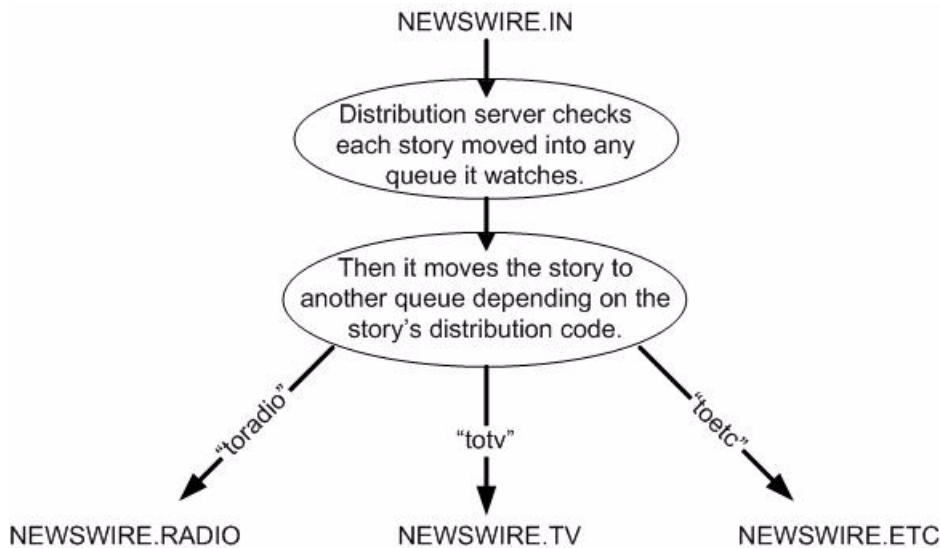 NEWSWIRE.IN
Distribution server checks
each story moved into any
queue it watches.
Then it moves the story to
another queue depending on the
story’s distribution code.
“toradio”
“totv”
“toetc”
NEWSWIRE.RADIO
NEWSWIRE.TV
NEWSWIRE.ETC